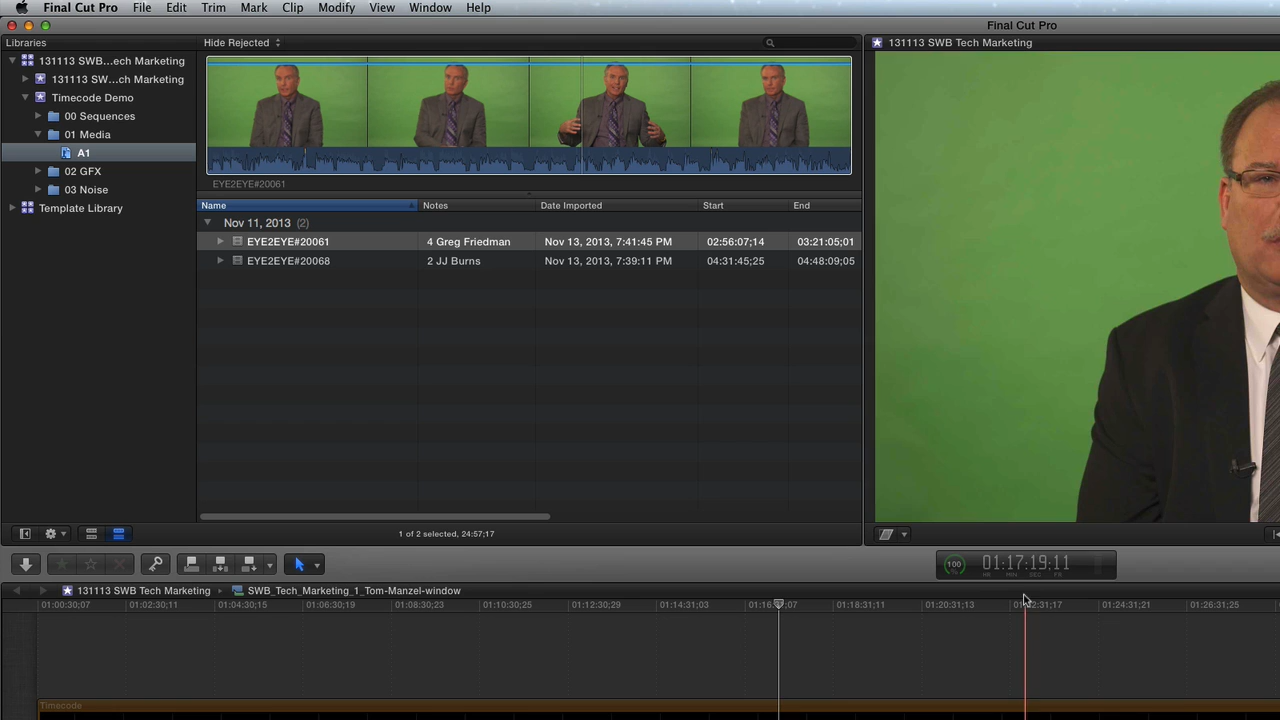 Final Cut Pro File Edit Trim Mark Clip Modify View Window Help
Final Cut Pro
Libraries
Hide Rejected
131113 SWB Tech Marketing
131113 SWB...ech Marketing
131113 SW...ch Marketing
Timecode Demo
00 Sequences
01 Media
A1
02 GFX
03 Noise
Template Library
EYE2EYE#20061
Name Notes Date Imported Start End
Nov 11, 2013 (2)
EYE2EYE#20061 4 Greg Friedman Nov 13, 2013, 7:41:45 PM 02:56:07;14 03:21:05;01
EYE2EYE#20068 2 JJ Burns Nov 13, 2013, 7:39:11 PM 04:31:45;25 04:48:09;05
1 of 2 selected, 24:57;17
100 01:17:19;11
HR MIN SEC FR
131113 SWB Tech Marketing SWB_Tech_Marketing_1_Tom-Manzel-window
01:00:30;07 01:02:30;11 01:04:30;15 01:06:30;19 01:08:30;23 01:10:30;25 01:12:30;29 01:14:31;03 01:18:31;11 01:20:31;13 01:24:31;21 01:26:31;25
Timecode